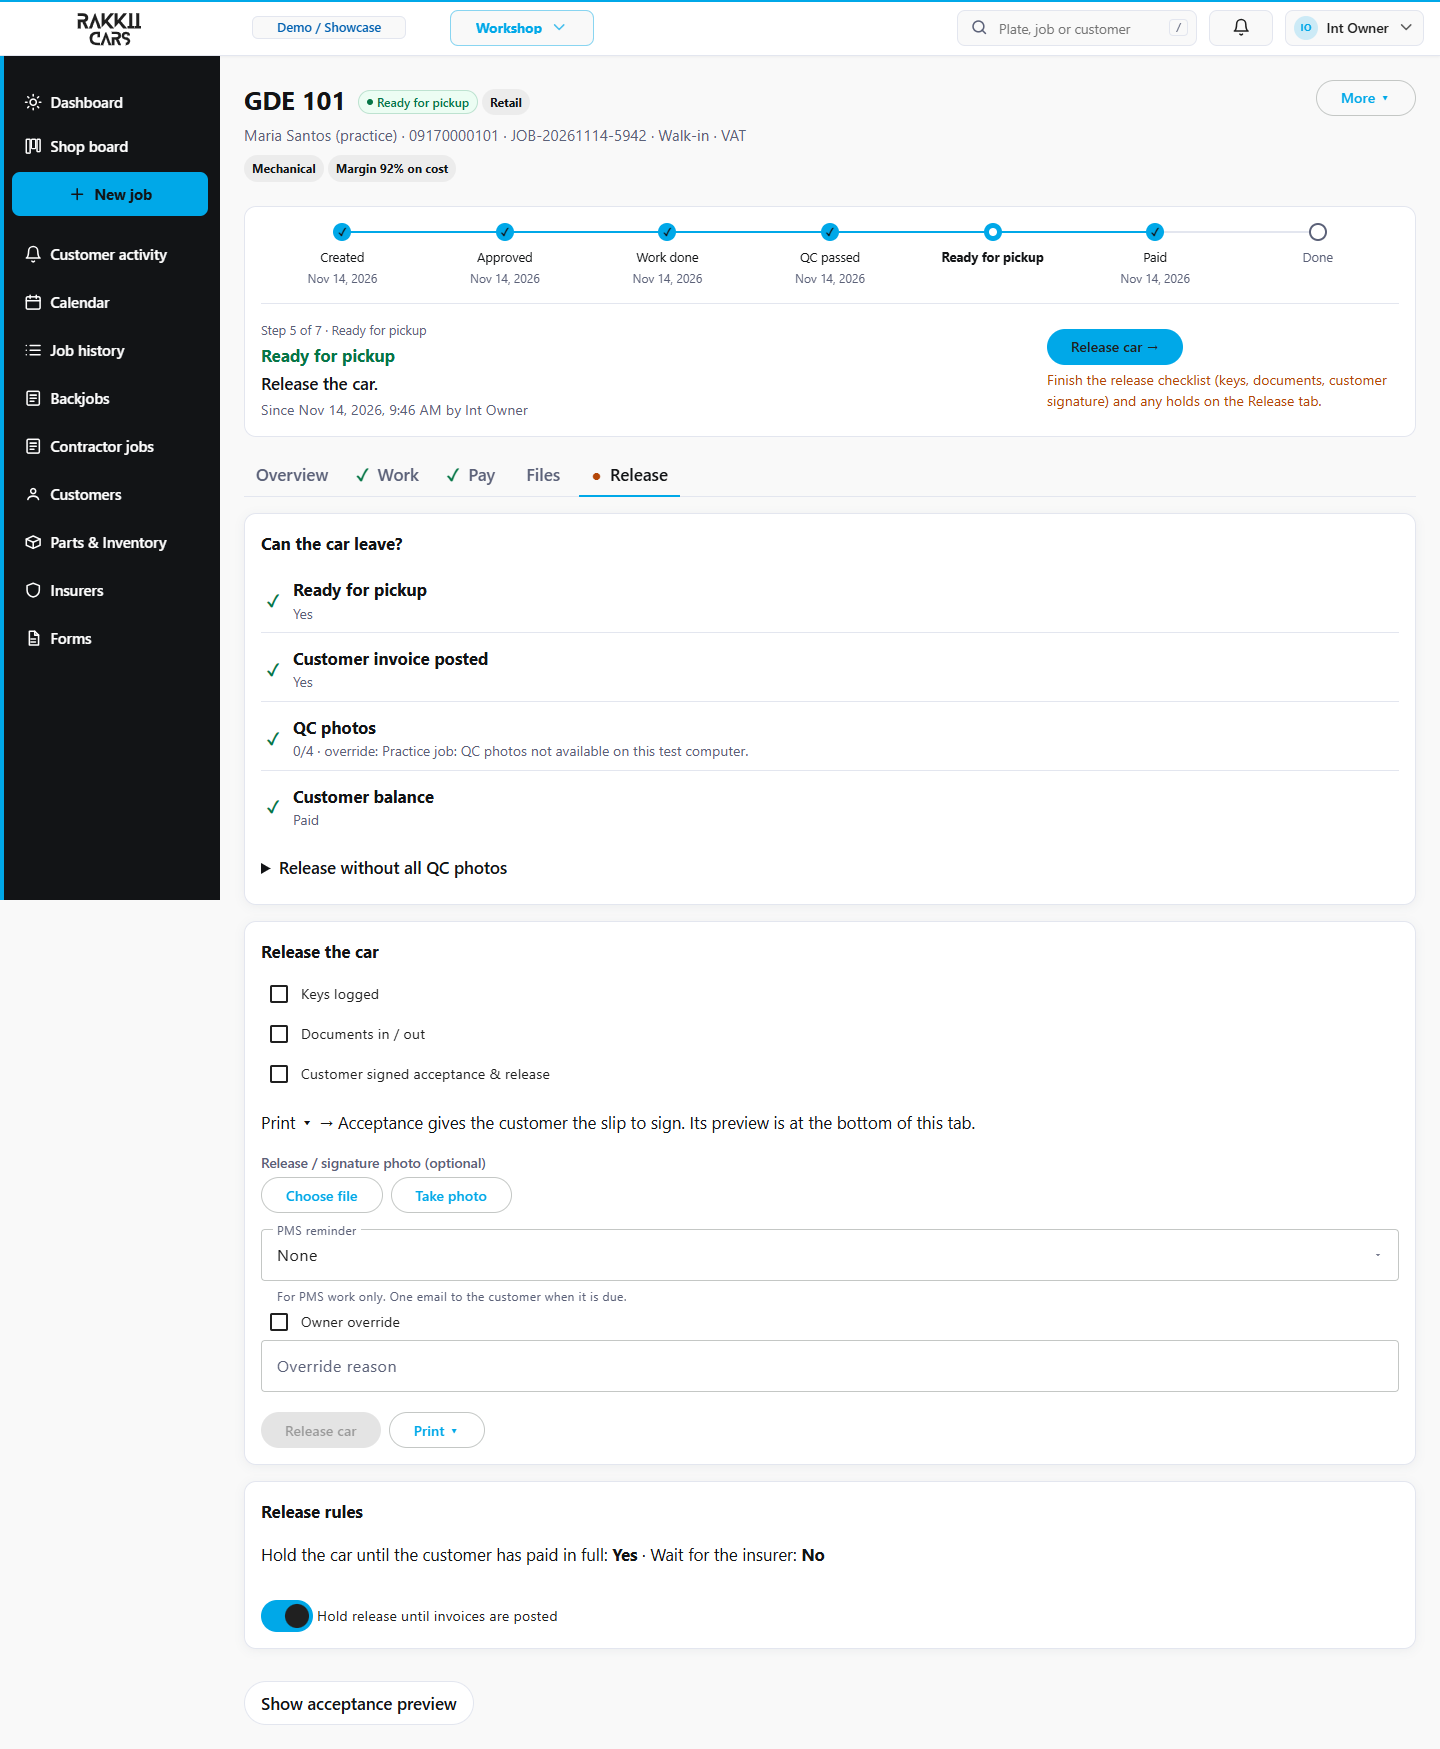 RAKKII
CARS
Demo / Showcase
Workshop
Plate, job or customer
/
IO
Int Owner
Dashboard
Shop board
New job
Customer activity
Calendar
Job history
Backjobs
Contractor jobs
Customers
Parts & Inventory
Insurers
Forms
GDE 101
Ready for pickup
Retail
More
Maria Santos (practice) · 09170000101 · JOB-20261114-5942 · Walk-in · VAT
Mechanical
Margin 92% on cost
Created
Nov 14, 2026
Approved
Nov 14, 2026
Work done
Nov 14, 2026
QC passed
Nov 14, 2026
Ready for pickup
Paid
Nov 14, 2026
Done
Step 5 of 7 · Ready for pickup
Ready for pickup
Release the car.
Since Nov 14, 2026, 9:46 AM by Int Owner
Release car →
Finish the release checklist (keys, documents, customer
signature) and any holds on the Release tab.
Overview
✓ Work
✓ Pay
Files
Release
Can the car leave?
Ready for pickup
Yes
Customer invoice posted
Yes
QC photos
0/4 · override: Practice job: QC photos not available on this test computer.
Customer balance
Paid
Release without all QC photos
Release the car
Keys logged
Documents in / out
Customer signed acceptance & release
Print ▾ → Acceptance gives the customer the slip to sign. Its preview is at the bottom of this tab.
Release / signature photo (optional)
Choose file
Take photo
PMS reminder
None
For PMS work only. One email to the customer when it is due.
Owner override
Override reason
Release car
Print
Release rules
Hold the car until the customer has paid in full: Yes · Wait for the insurer: No
Hold release until invoices are posted
Show acceptance preview